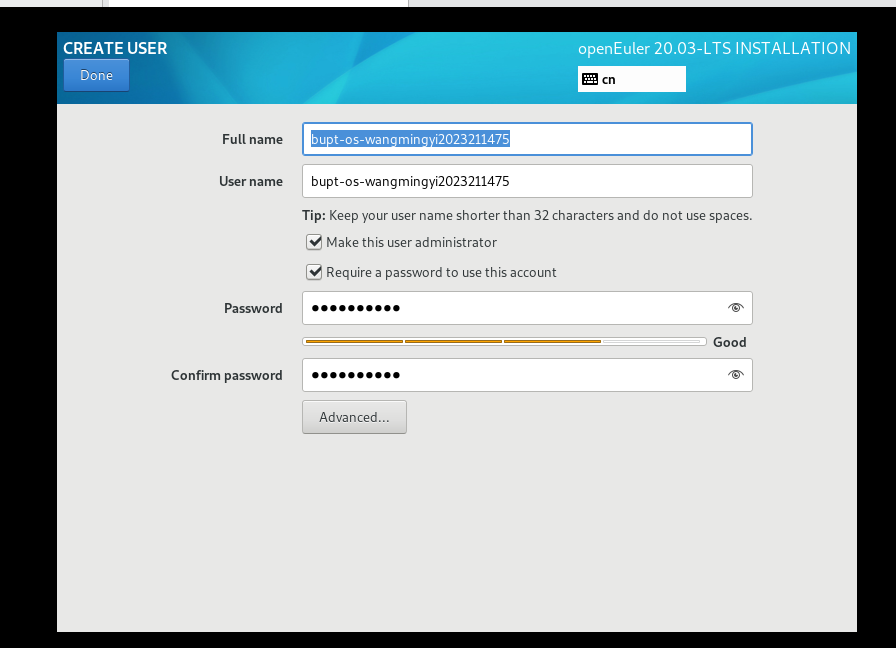 CREATE USER
openEuler 20.03-LTS INSTALLATION
Done
cn
Full name
bupt-os-wangmingyi2023211475
User name
bupt-os-wangmingyi2023211475
Tip: Keep your user name shorter than 32 characters and do not use spaces.
Make this user administrator
Require a password to use this account
Password
●●●●●●●●●●
Good
Confirm password
●●●●●●●●●●
Advanced...